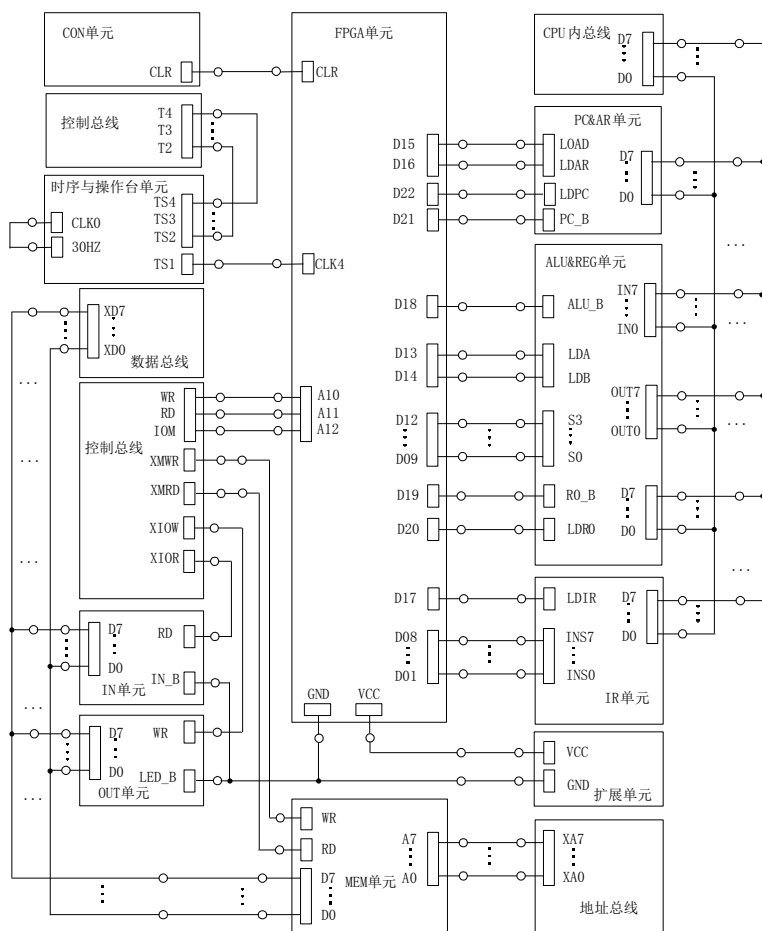 CON单元
CLR
控制总线
T4
T3
T2
时序与操作台单元
CLK0
30HZ
TS4
TS3
TS2
TS1
XD7
XD0
数据总线
...
控制总线
WR
RD
IOM
XMWR
XMRD
XIOW
XIOR
...
...
D7
D0
RD
IN_B
IN单元
...
D7
D0
WR
LED_B
OUT单元
...
FPGA单元
CLR
CLK4
A10
A11
A12
D15
D16
D22
D21
D18
D13
D14
D12
D09
D19
D20
D17
D08
D01
GND
VCC
WR
RD
D7
D0
MEM单元
A7
A0
CPU内总线
D7
D0
PC&AR单元
LOAD
LDAR
LDPC
PC_B
D7
D0
...
ALU&REG单元
ALU_B
IN7
IN0
...
LDA
LDB
S3
S0
OUT7
OUT0
...
R0_B
LDR0
D7
D0
...
LDIR
INS7
INS0
D7
D0
IR单元
VCC
GND
扩展单元
XA7
XA0
地址总线